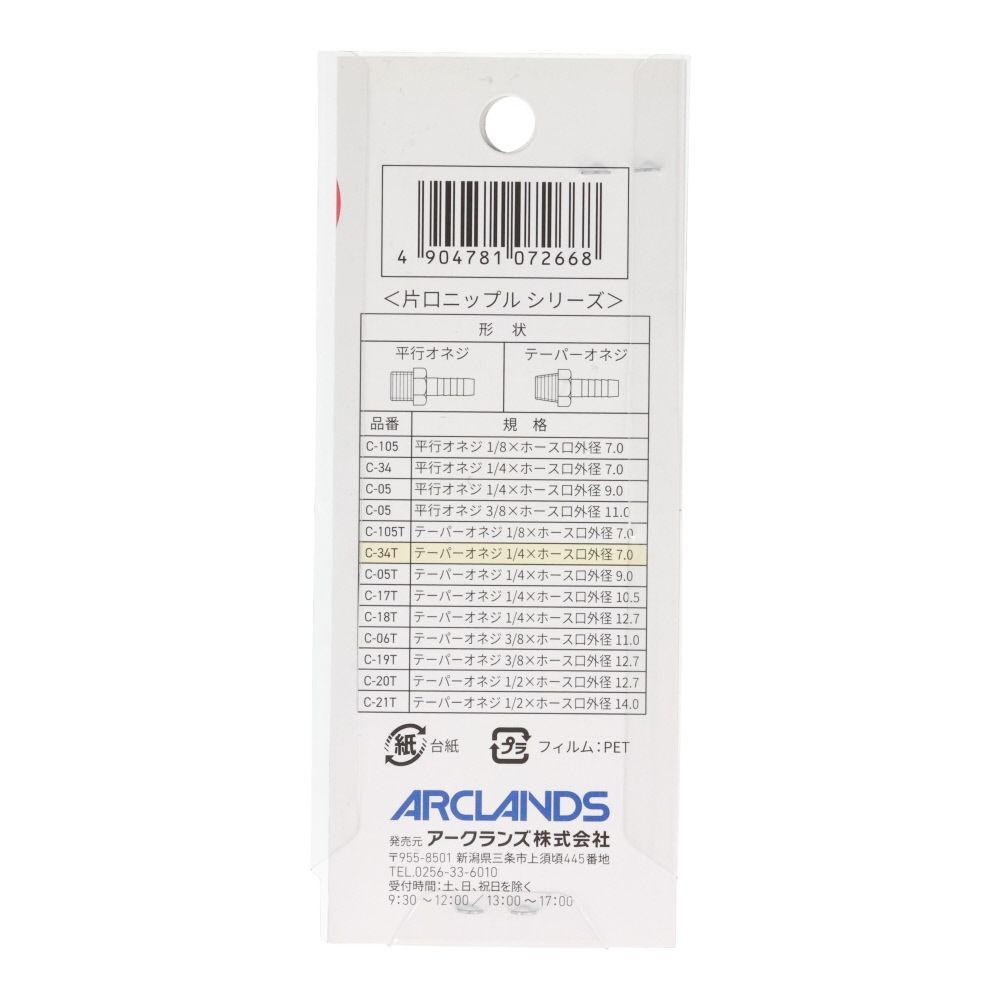 4 904781 072668
＜片口ニップル シリーズ＞
形 状
平行オネジ テーパーオネジ
品番 規 格
C-105 平行オネジ 1/8×ホース口外径 7.0
C-34 平行オネジ 1/4×ホース口外径 7.0
C-05 平行オネジ 1/4×ホース口外径 9.0
C-05 平行オネジ 3/8×ホース口外径 11.0
C-105T テーパーオネジ 1/8×ホース口外径 7.0
C-34T テーパーオネジ 1/4×ホース口外径 7.0
C-05T テーパーオネジ 1/4×ホース口外径 9.0
C-17T テーパーオネジ 1/4×ホース口外径 10.5
C-18T テーパーオネジ 1/4×ホース口外径 12.7
C-06T テーパーオネジ 3/8×ホース口外径 11.0
C-19T テーパーオネジ 3/8×ホース口外径 12.7
C-20T テーパーオネジ 1/2×ホース口外径 12.7
C-21T テーパーオネジ 1/2×ホース口外径 14.0
紙 台紙 プラ フィルム：PET
ARCLANDS
発売元 アークランズ株式会社
〒955-8501 新潟県三条市上須頃445番地
TEL.0256-33-6010
受付時間：土、日、祝日を除く
9：30 ～12：00／13：00～17：00